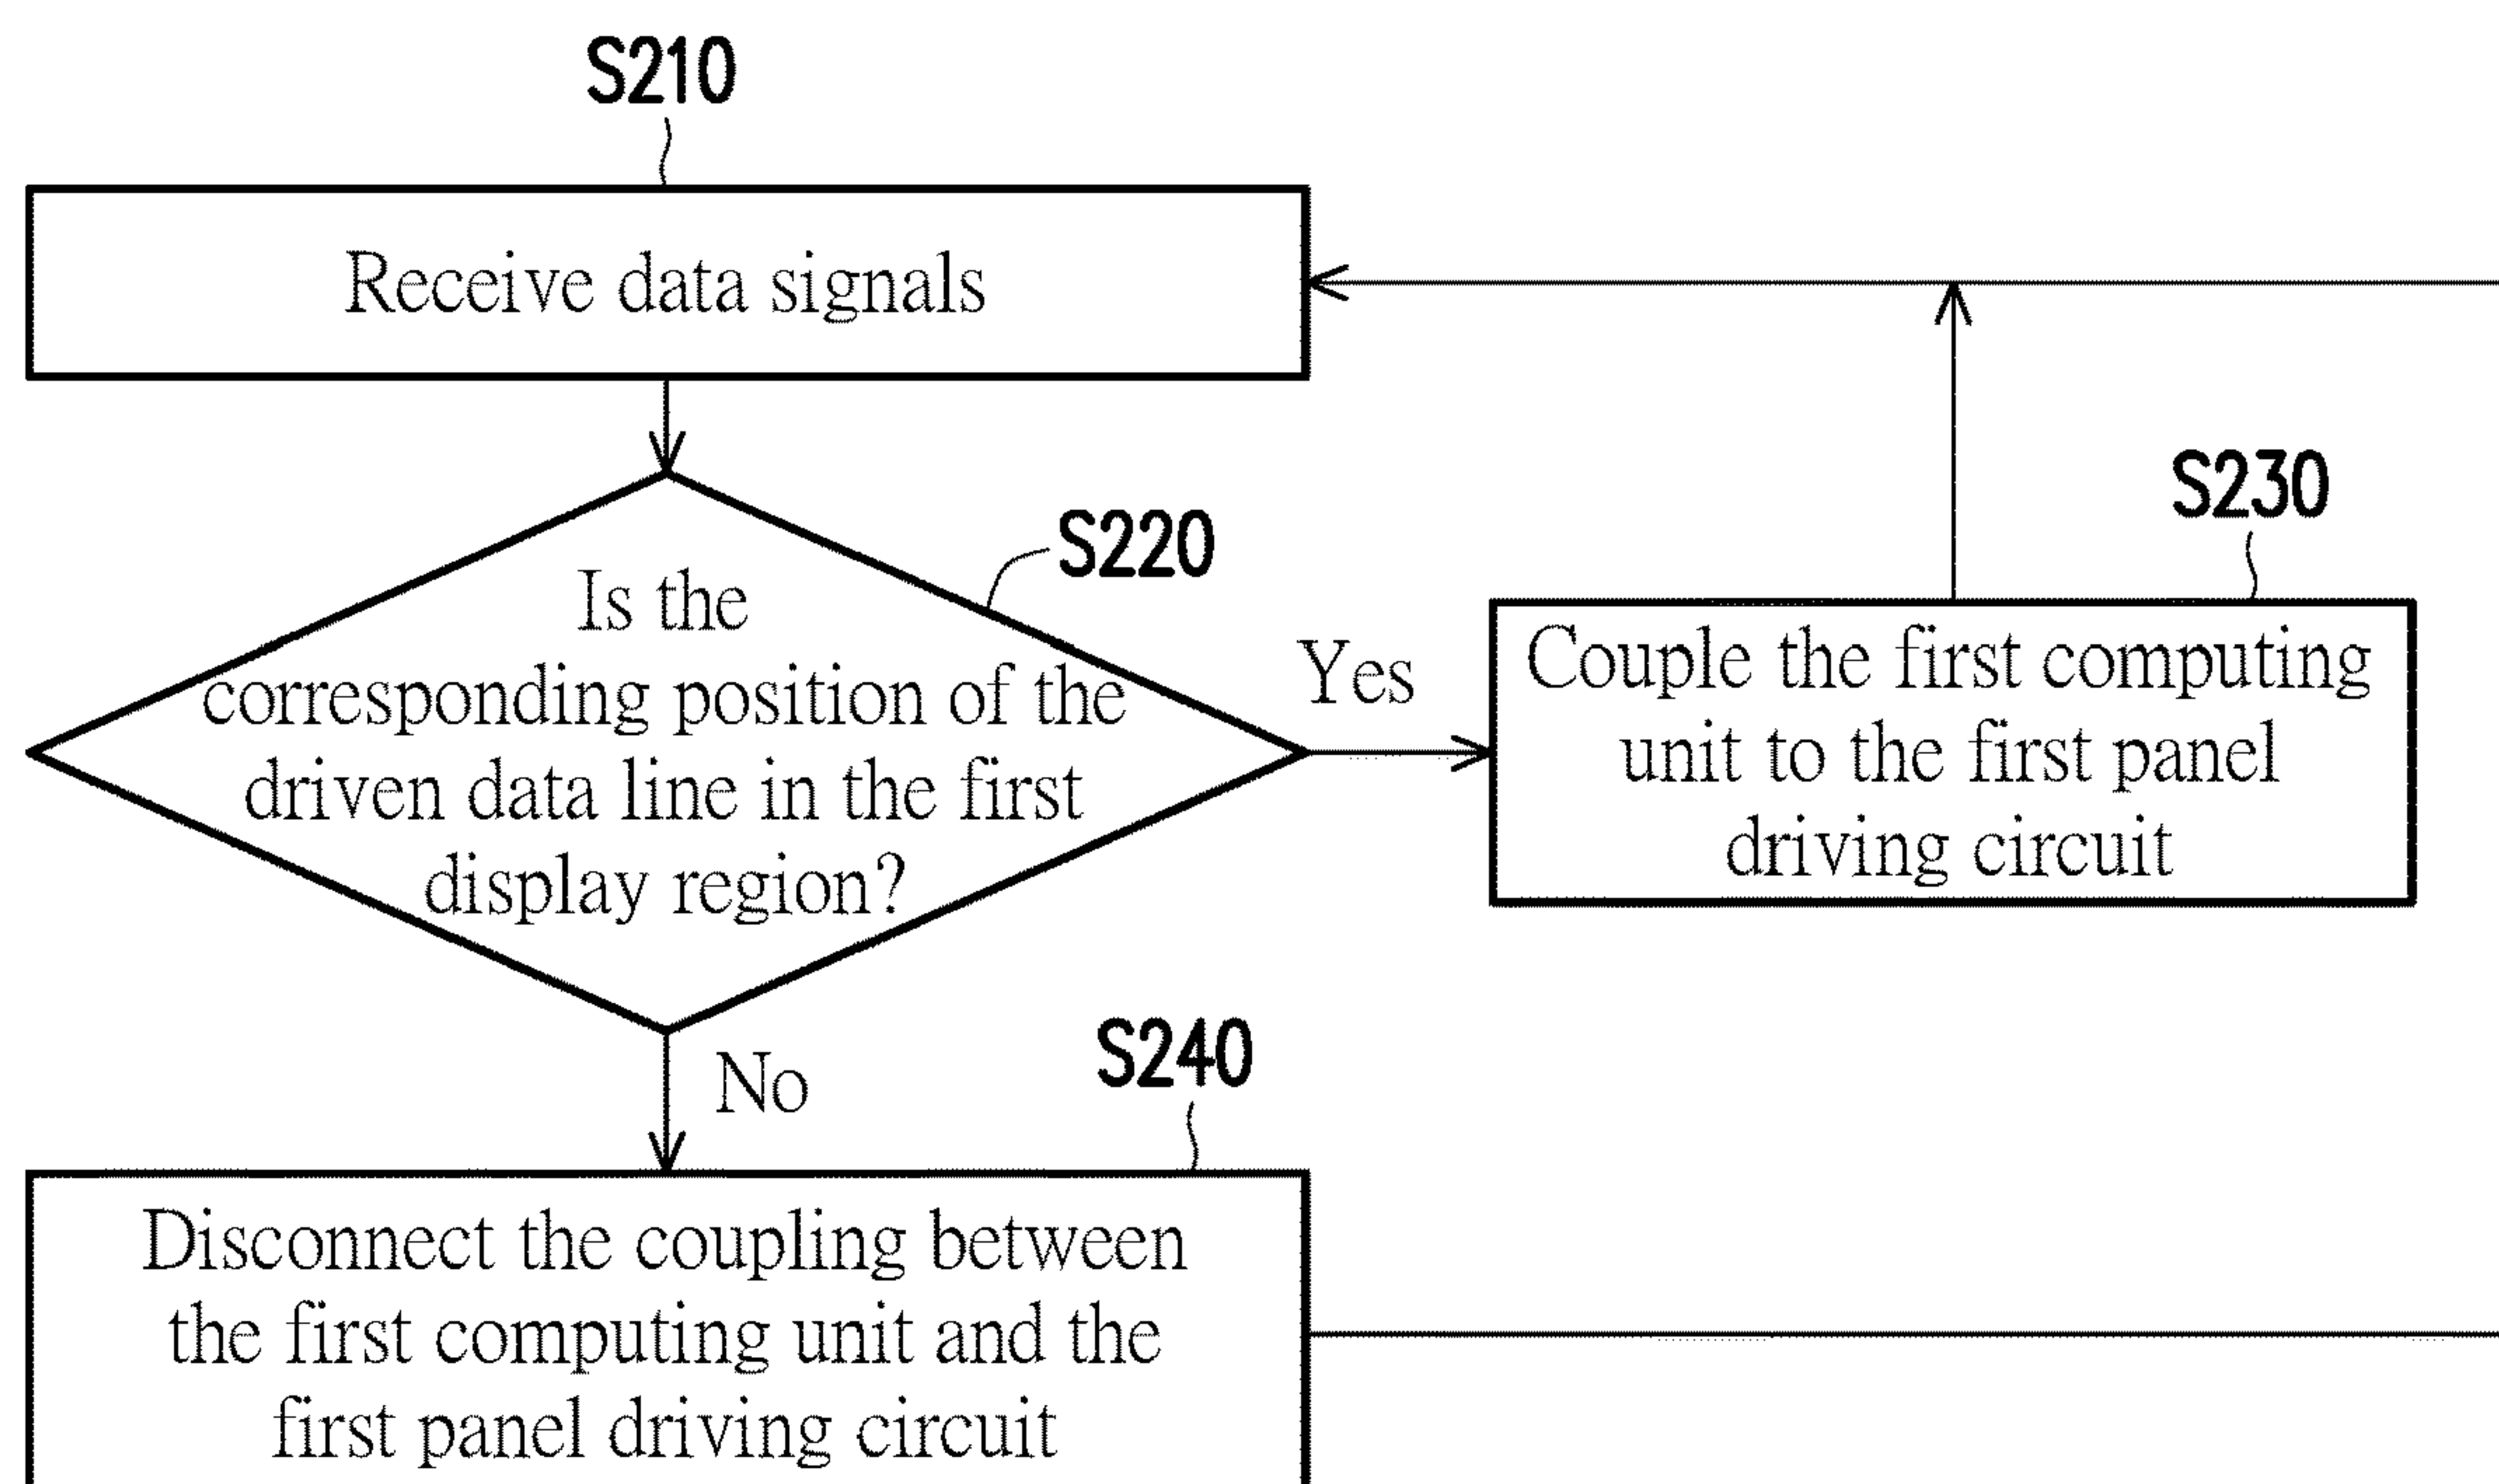 S210
Receive data signals
S220
Is the
corresponding position of the
driven data line in the first
display region?
Yes
S230
Couple the first computing
unit to the first panel
driving circuit
No
S240
Disconnect the coupling between
the first computing unit and the
first panel driving circuit